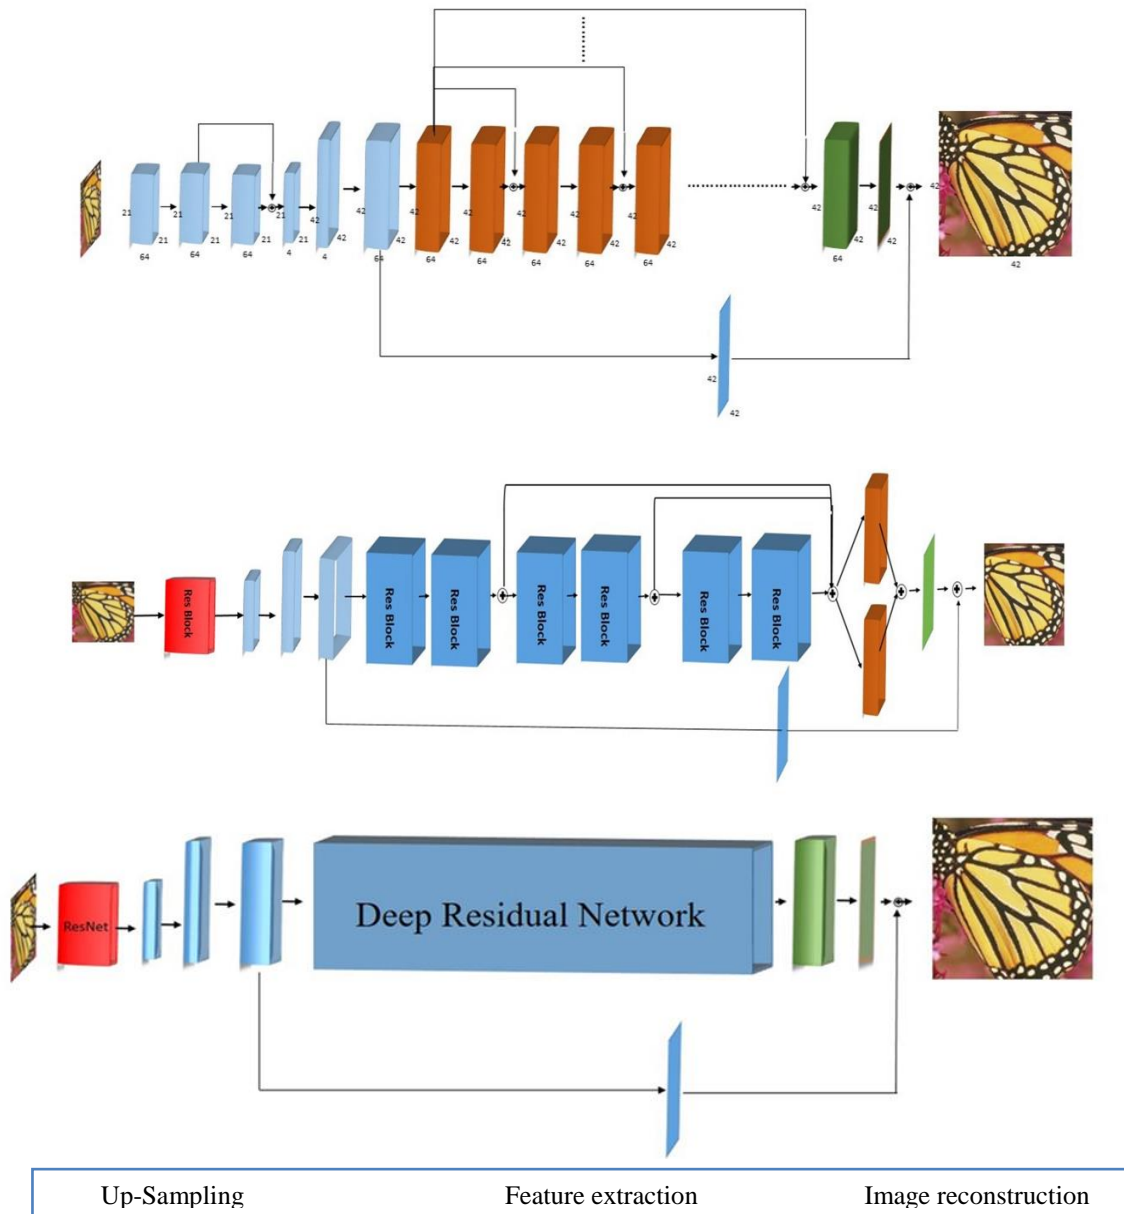 21 21 21 42 42 42 42 42 42 42 42 42 42
21 21 21 21 42 42 42 42 42 42 42 42 42 42
64 64 64 4 4 64 64 64 64 64 64 64 42
42
42
Res Block Res Block Res Block Res Block Res Block Res Block Res Block
ResNet Deep Residual Network
Up-Sampling Feature extraction Image reconstruction